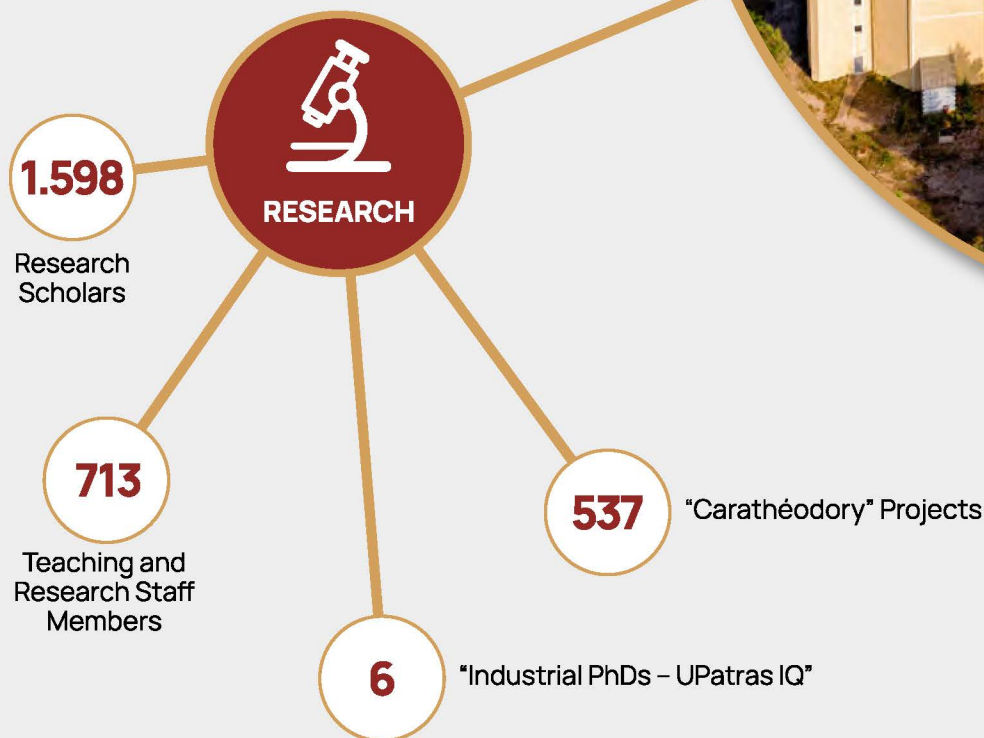 RESEARCH
1.598
Research
Scholars
713
Teaching and
Research Staff
Members
537
“Carathéodory” Projects
6
“Industrial PhDs – UPatras IQ”